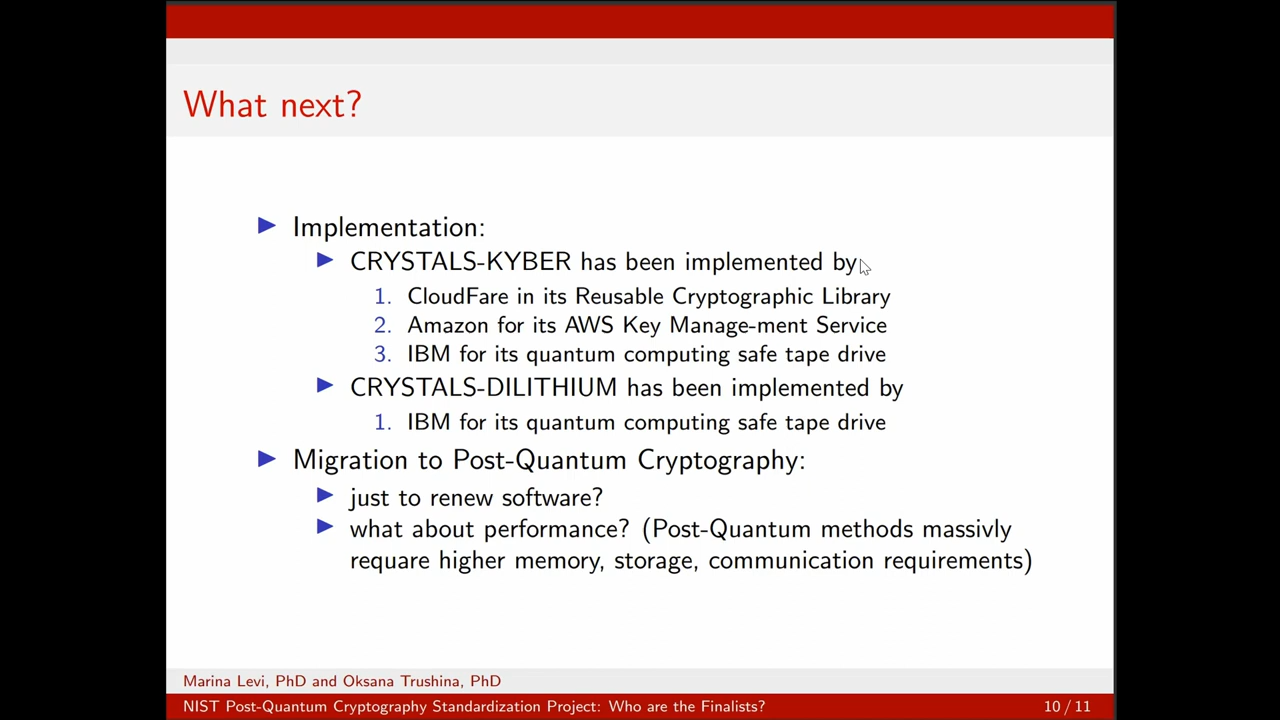 What next?
Implementation:
CRYSTALS-KYBER has been implemented by
1. CloudFare in its Reusable Cryptographic Library
2. Amazon for its AWS Key Manage-ment Service
3. IBM for its quantum computing safe tape drive
CRYSTALS-DILITHIUM has been implemented by
1. IBM for its quantum computing safe tape drive
Migration to Post-Quantum Cryptography:
just to renew software?
what about performance? (Post-Quantum methods massivly
requare higher memory, storage, communication requirements)
Marina Levi, PhD and Oksana Trushina, PhD
NIST Post-Quantum Cryptography Standardization Project: Who are the Finalists? 10 / 11